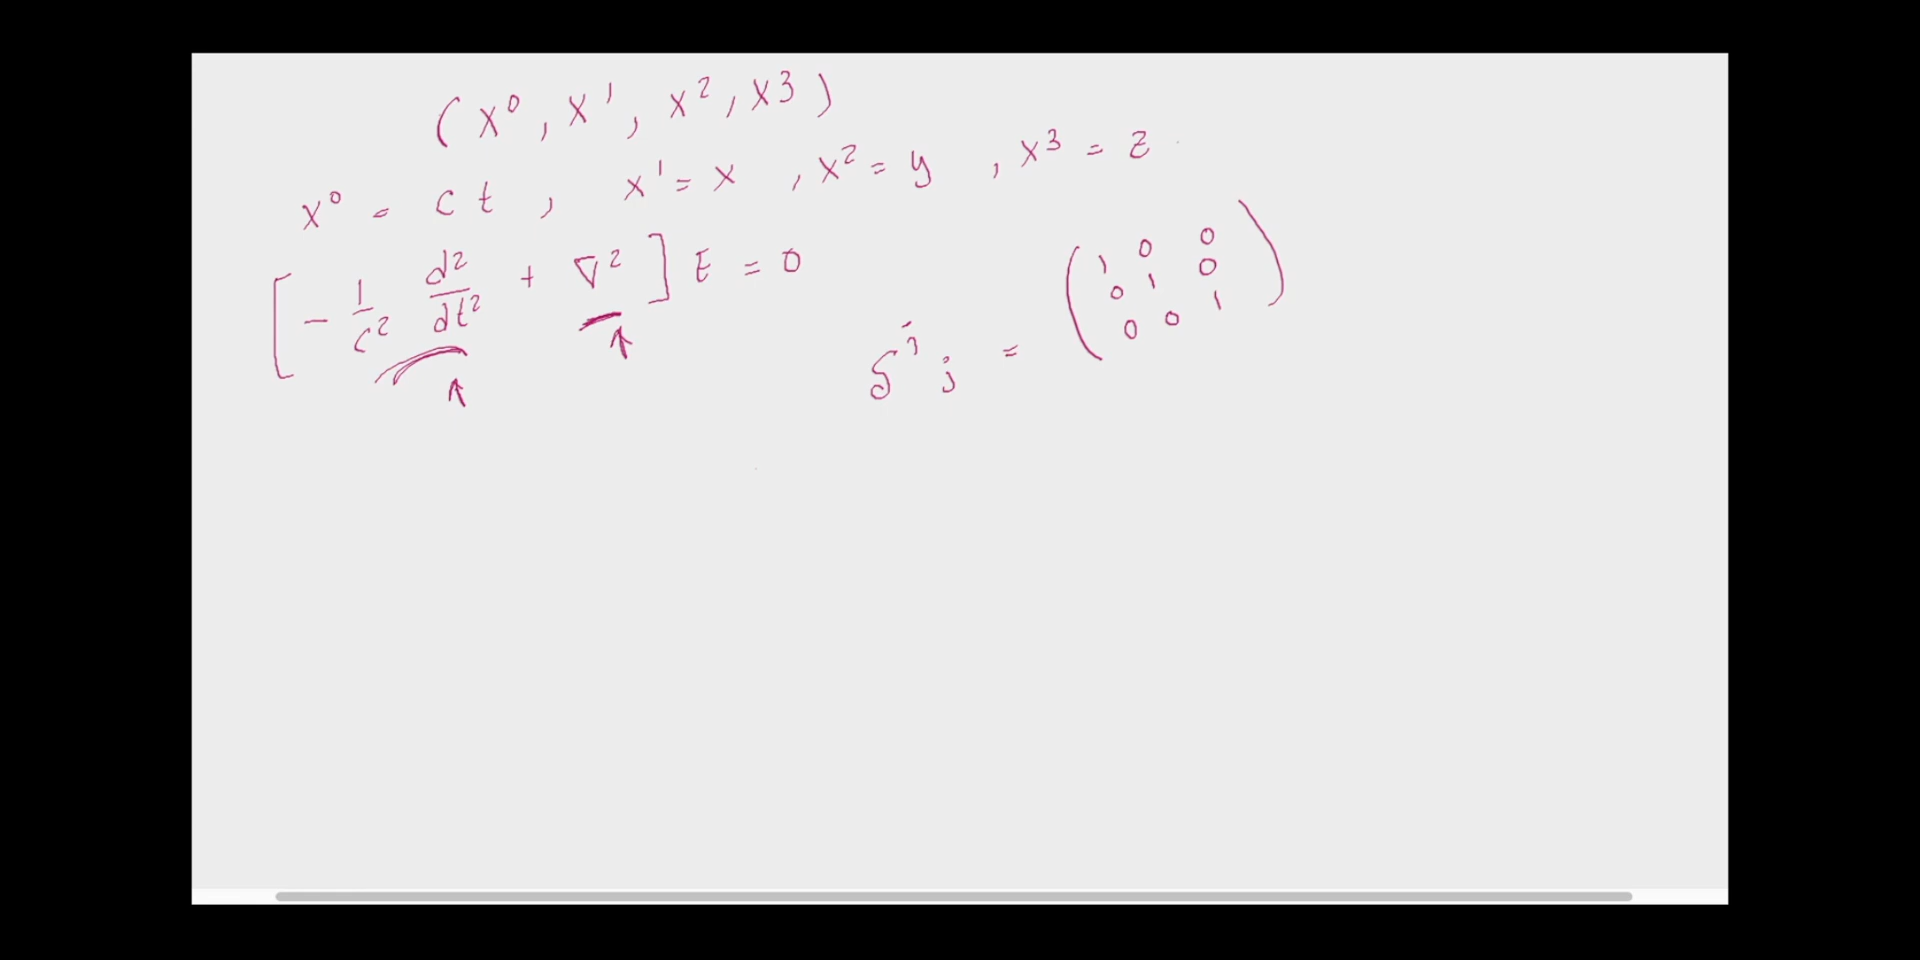 (x⁰, x¹, x², x³)
x⁰ = ct, x¹ = x, x² = y, x³ = z
[-1/c² d²/dt² + ∇²] E = 0
δⁱ j = (1 0 0
0 1 0
0 0 1)